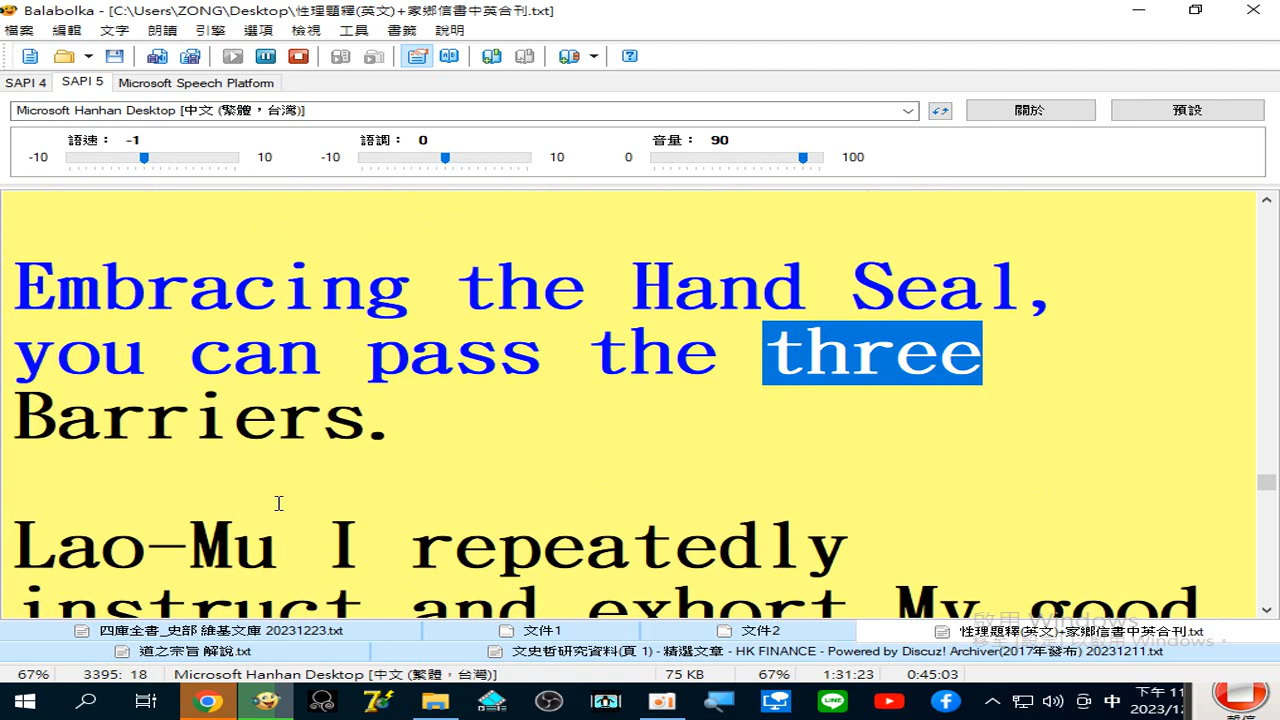 Balabolka - [C:\Users\ZONG\Desktop\性理題釋(英文)+家鄉信書中英合刊.txt]
檔案 編輯 文字 朗讀 引擎 選項 檢視 工具 書籤 說明
SAPI 4 SAPI 5 Microsoft Speech Platform
Microsoft Hanhan Desktop [中文 (繁體，台灣)] 關於 預設
語速： -1 語調： 0 音量： 90
-10 10 -10 10 0 100
Embracing the Hand Seal,
you can pass the three
Barriers.
Lao-Mu I repeatedly
instruct and exhort My good
啟用 Windows
四庫全書_史部 維基文庫 20231223.txt 文件1 文件2 性理題釋(英文)+家鄉信書中英合刊.txt
道之宗旨 解說.txt 文史哲研究資料(頁 1) - 精選文章 - HK FINANCE - Powered by Discuz! Archiver(2017年發布) 20231211.txt
67% 3395: 18 Microsoft Hanhan Desktop [中文 (繁體，台灣)] 75 KB 67% 1:31:23 0:45:03
中 下午 11
2023/12